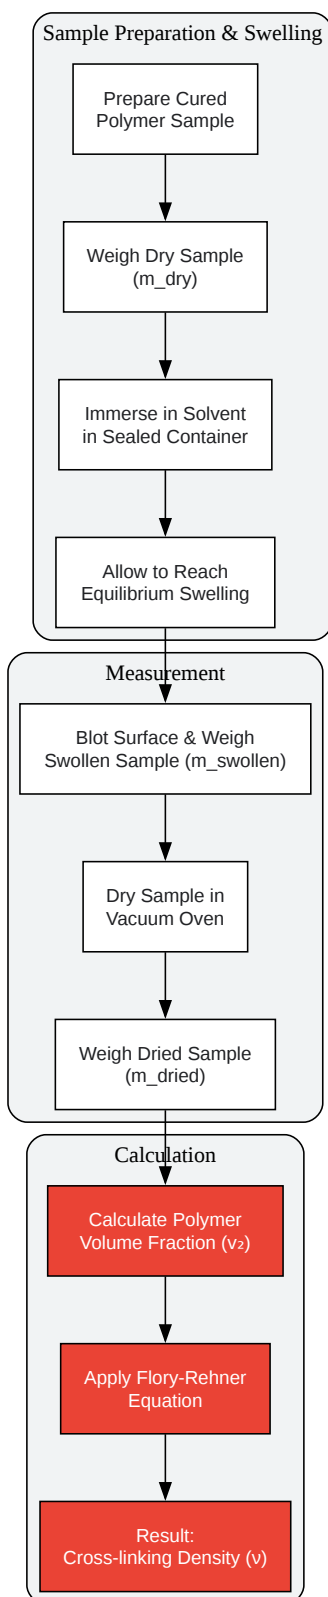 Sample Preparation & Swelling
Prepare Cured
Polymer Sample
Weigh Dry Sample
(m_dry)
Immerse in Solvent
in Sealed Container
Allow to Reach
Equilibrium Swelling
Measurement
Blot Surface & Weigh
Swollen Sample (m_swollen)
Dry Sample in
Vacuum Oven
Weigh Dried Sample
(m_dried)
Calculation
Calculate Polymer
Volume Fraction (v₂)
Apply Flory-Rehner
Equation
Result:
Cross-linking Density (ν)